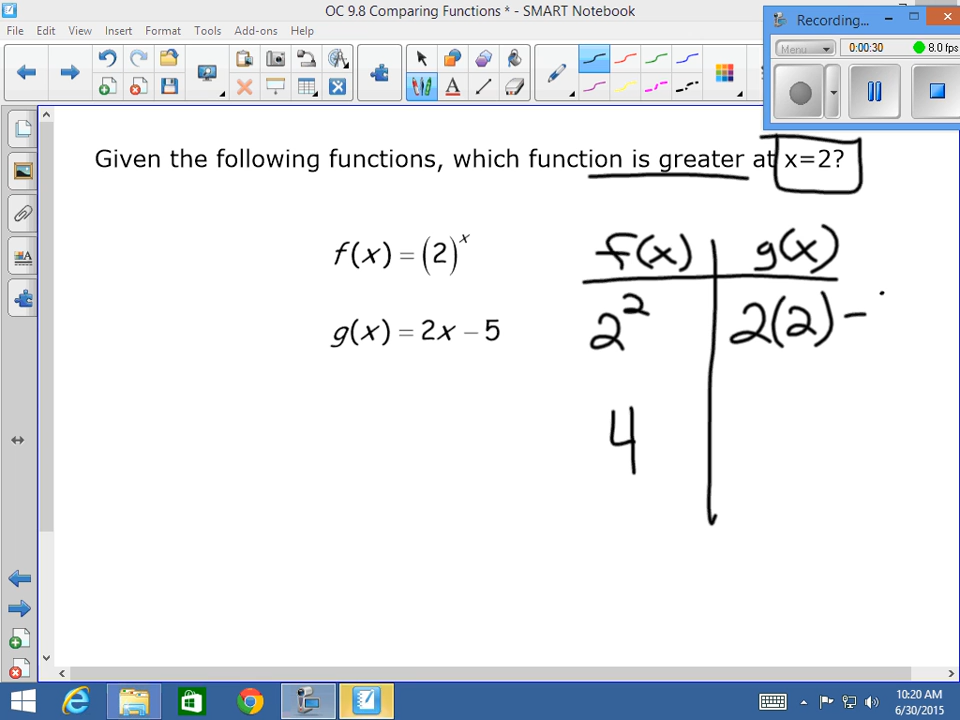 OC 9.8 Comparing Functions * - SMART Notebook
File Edit View Insert Format Tools Add-ons Help
Recording...
Menu 0:00:30 8.0 fps
Given the following functions, which function is greater at x=2?
f(x) = (2)^x
g(x) = 2x − 5
f(x) g(x)
2^2 2(2) −
4
10:20 AM
6/30/2015